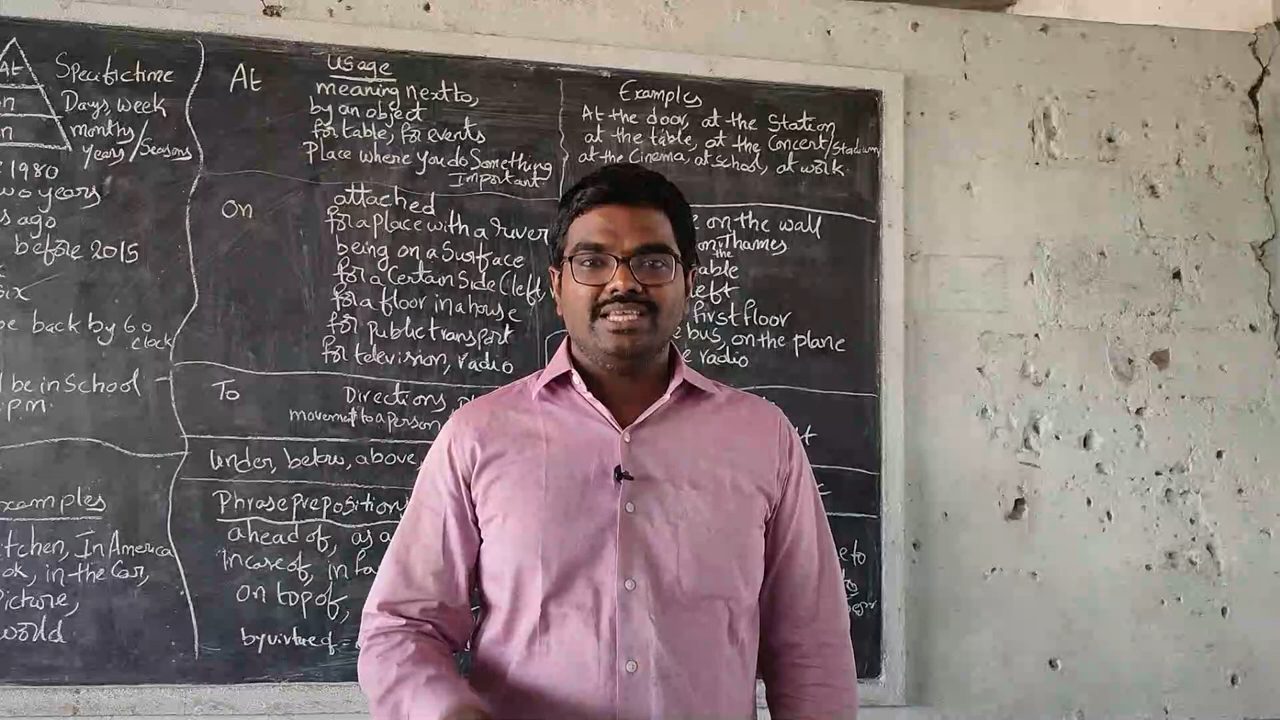 At
Specific time
Days, week
months/
Years/Seasons
1980
two years
ago
before 2015
six
back by 6 o
clock
be in School
p.m.
Examples
In America
in the Car,
Picture,
world
At
Usage
meaning next to,
by an object
for table, for events
Place where you do Something
Important
Examples
At the door, at the Station
at the table, at the Concert/Stadium
at the Cinema, at school, at work.
On
attached
for a place with a river
being on a Surface
for a Certain Side (left,
for a floor in a house
for public transport
for television, radio
on the wall
on Thames
the
left
first floor
bus, on the plane
radio
To
Directions
movement to a person
under, below, above,
Phrase prepositions
ahead of, as a
In case of, in fa
on top of,
by virtue of =
to